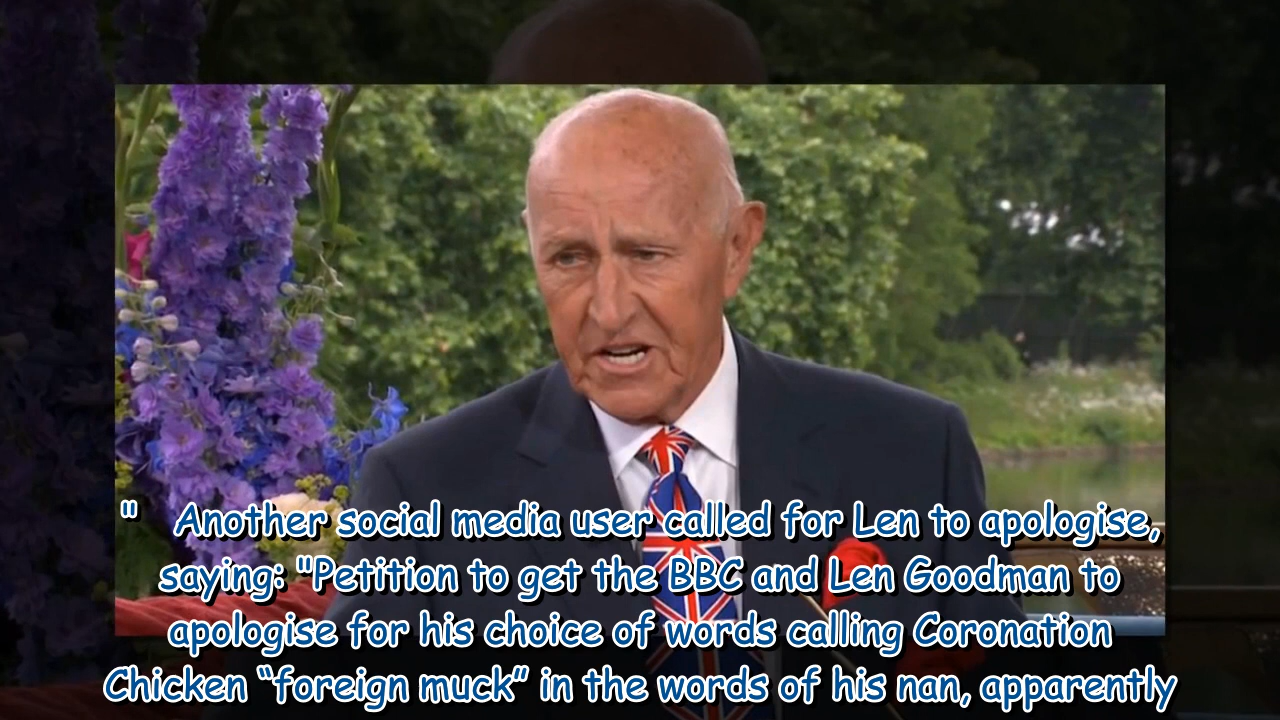 "   Another social media user called for Len to apologise,
saying: "Petition to get the BBC and Len Goodman to
apologise for his choice of words calling Coronation
Chicken “foreign muck” in the words of his nan, apparently